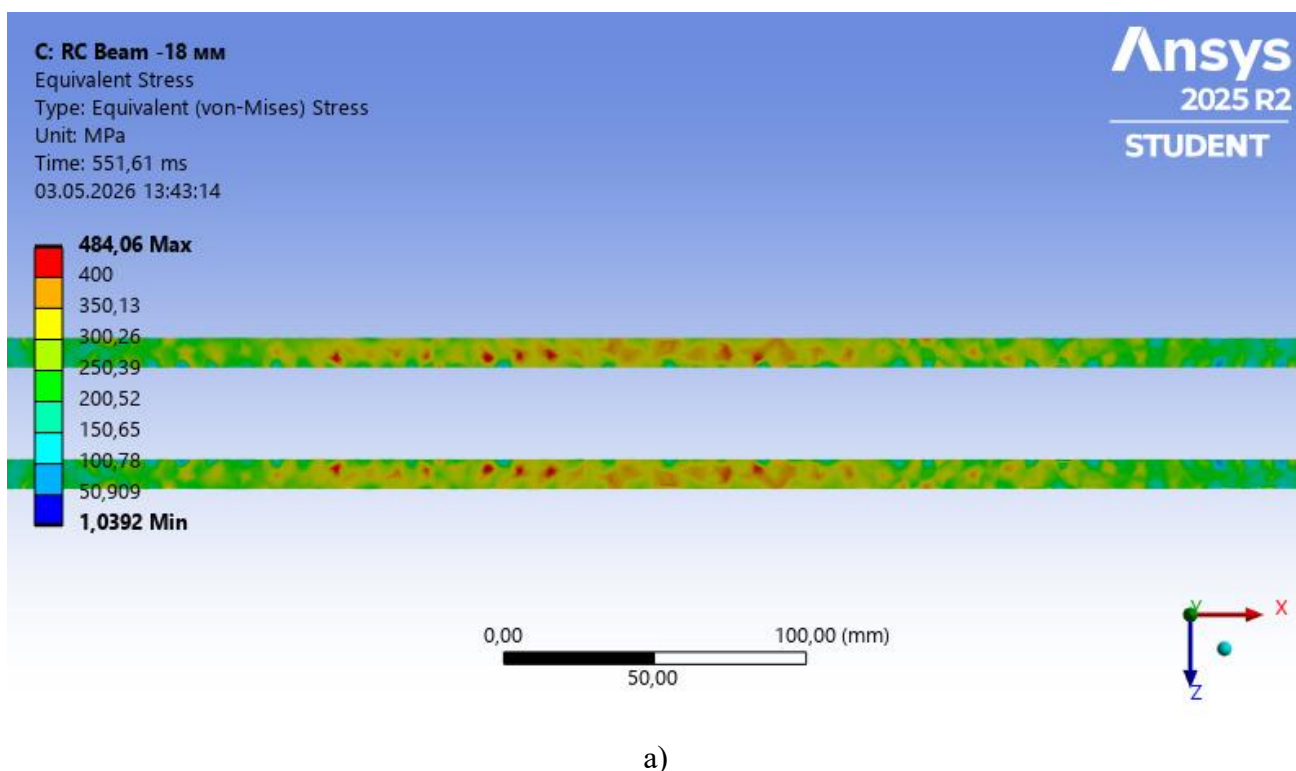 C: RC Beam -18 мм
Equivalent Stress
Type: Equivalent (von-Mises) Stress
Unit: MPa
Time: 551,61 ms
03.05.2026 13:43:14
Ansys
2025 R2
STUDENT
484,06 Max
400
350,13
300,26
250,39
200,52
150,65
100,78
50,909
1,0392 Min
0,00
100,00 (mm)
50,00
Y
X
Z
a)